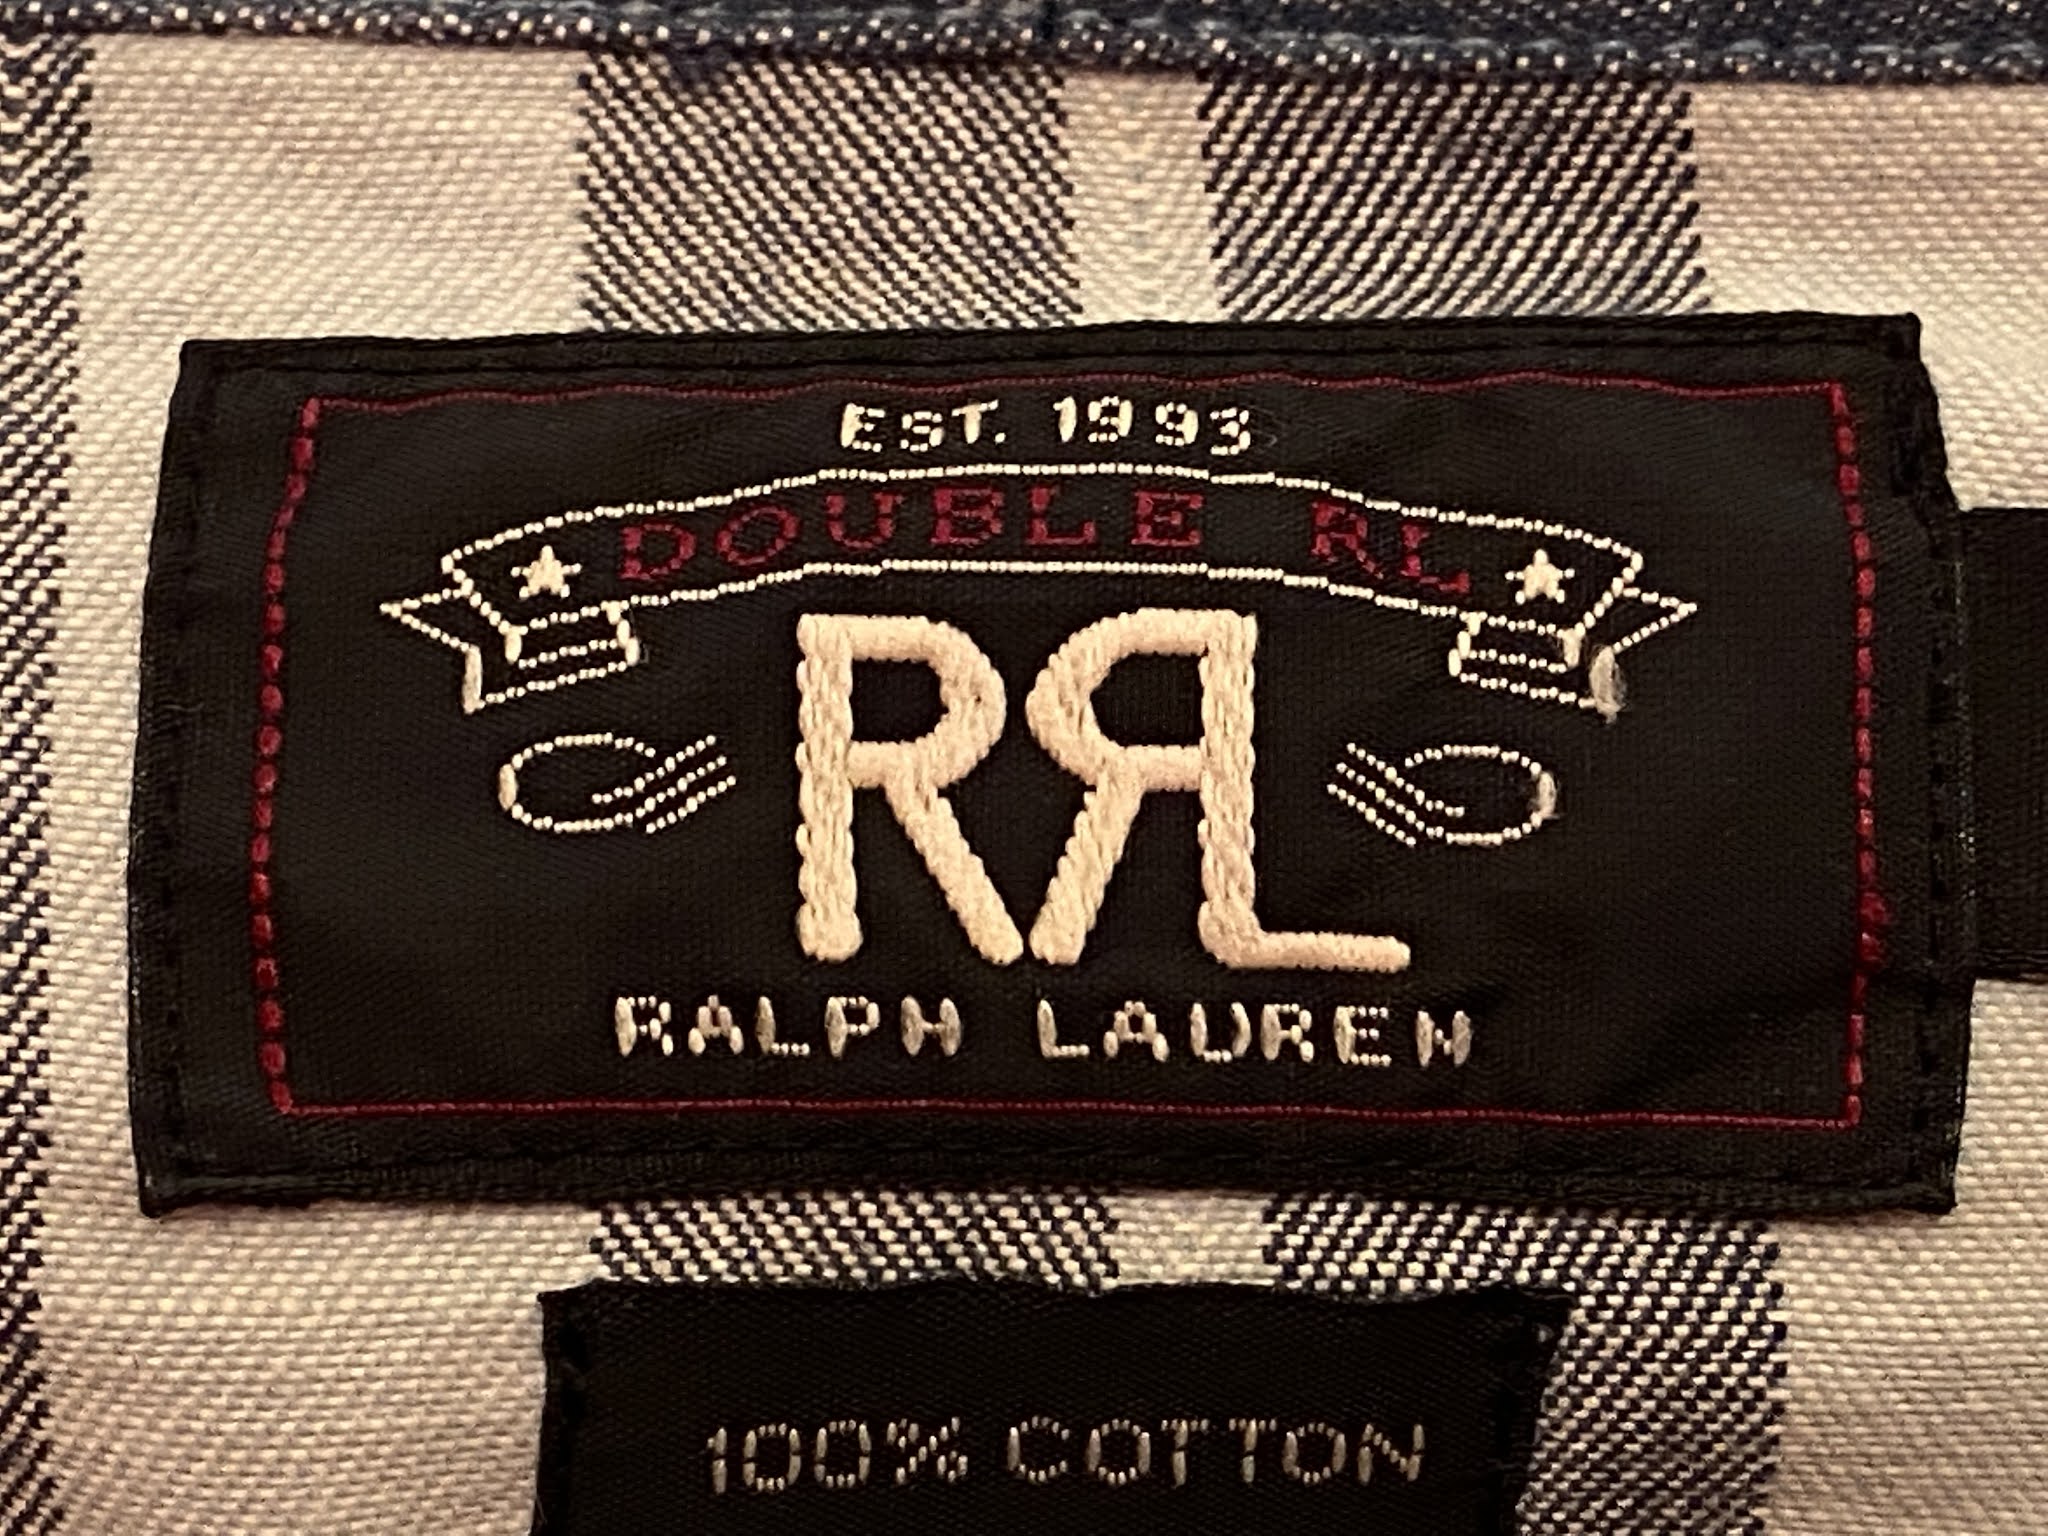 EST. 1993
DOUBLE RL
RRL
RALPH LAUREN
100% COTTON